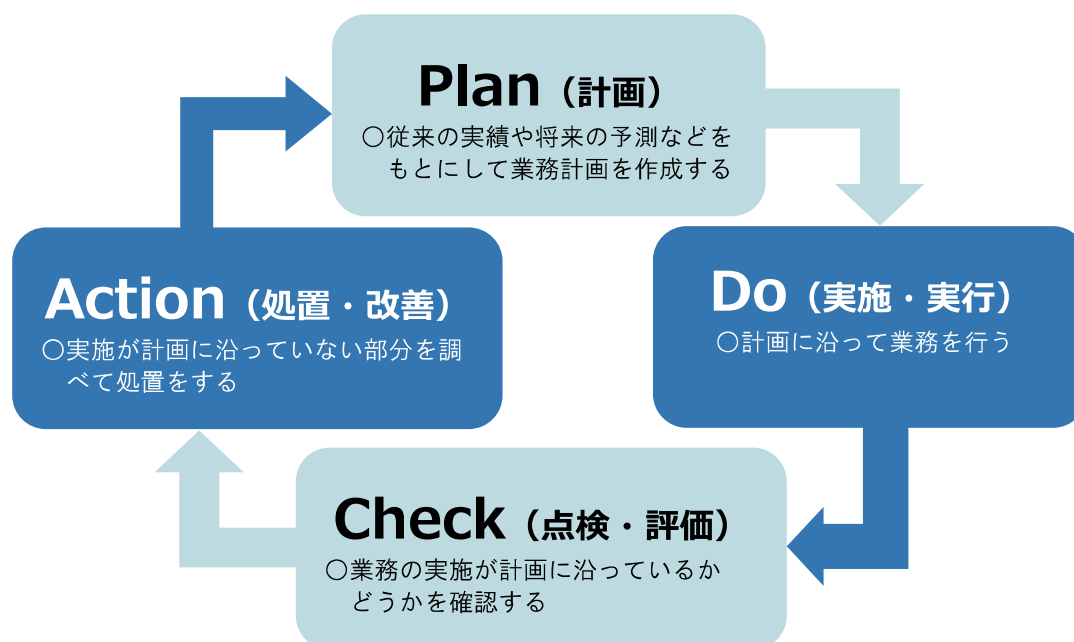 Plan（計画）
○従来の実績や将来の予測などを
もとにして業務計画を作成する
Do（実施・実行）
○計画に沿って業務を行う
Check（点検・評価）
○業務の実施が計画に沿っているか
どうかを確認する
Action（処置・改善）
○実施が計画に沿っていない部分を調
べて処置をする